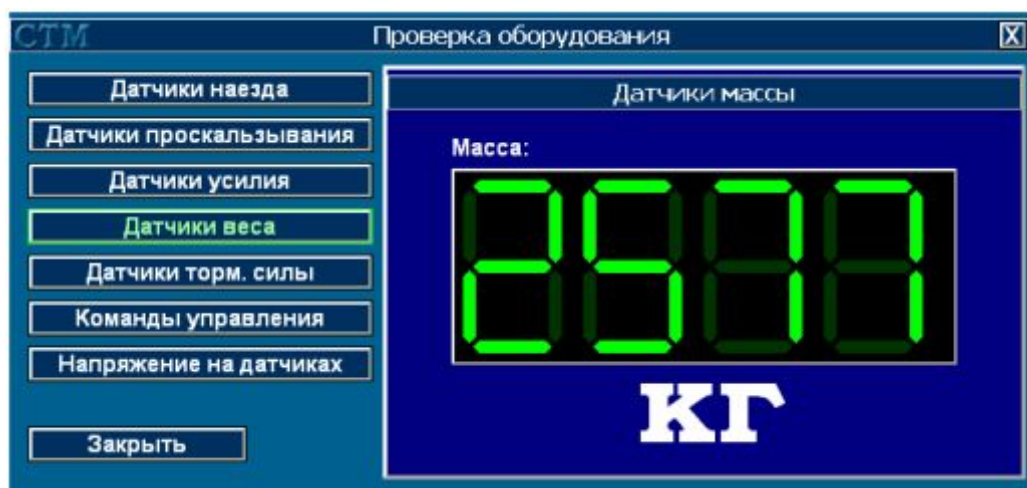 СТМ
Проверка оборудования
X
Датчики наезда
Датчики проскальзывания
Датчики усилия
Датчики веса
Датчики торм. силы
Команды управления
Напряжение на датчиках
Закрыть
Датчики массы
Масса:
2577
КГ